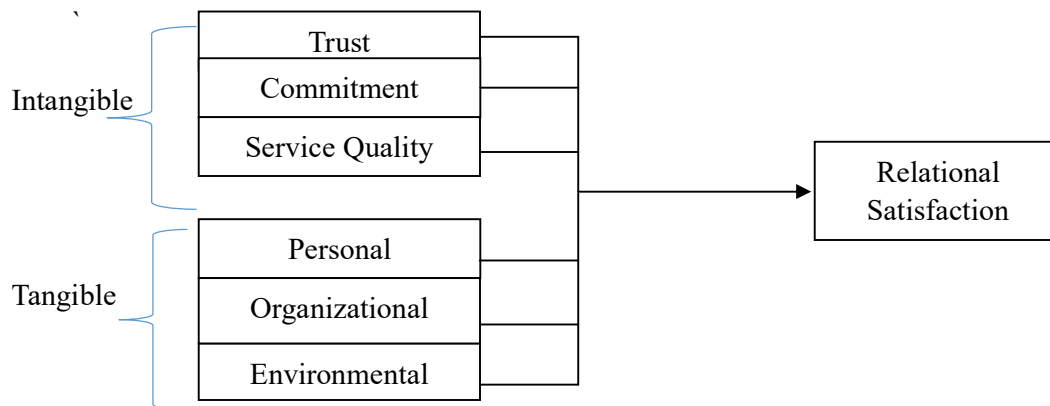 `
Intangible
Trust
Commitment
Service Quality
Tangible
Personal
Organizational
Environmental
Relational
Satisfaction